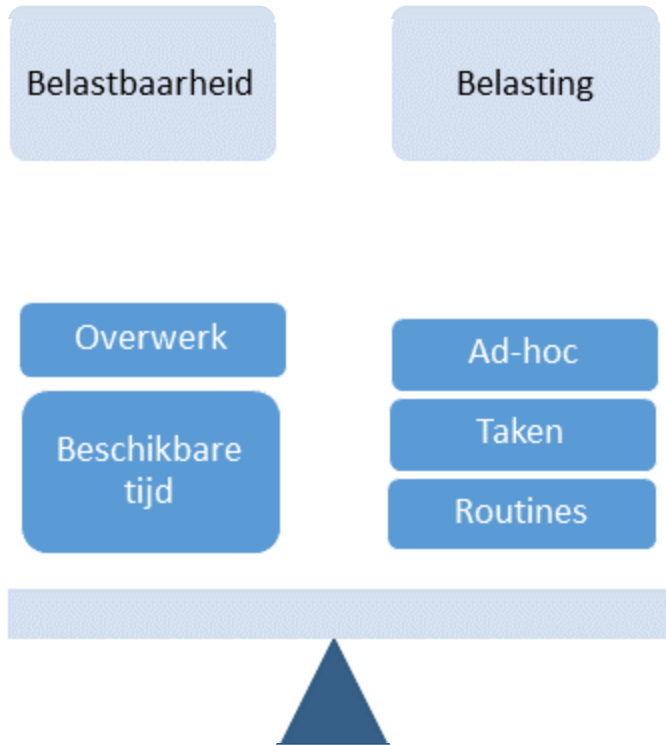 Belastbaarheid
Belasting
Overwerk
Beschikbare
tijd
Ad-hoc
Taken
Routines